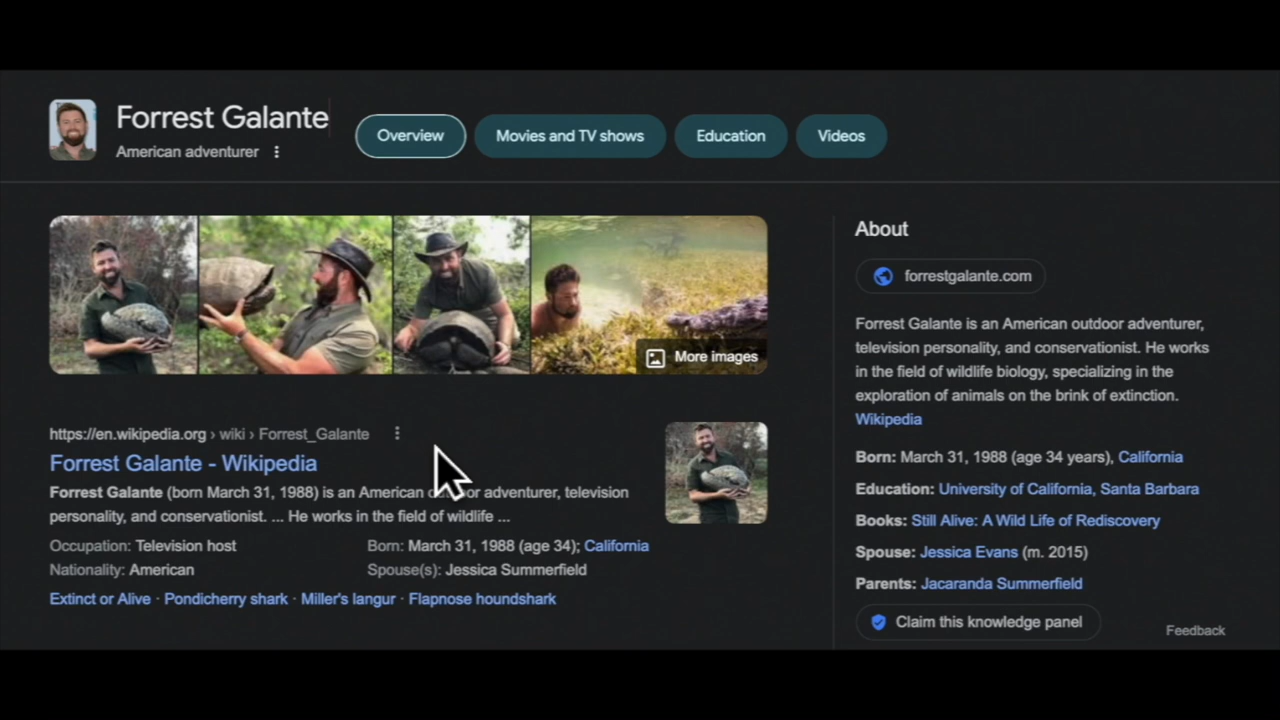 Forrest Galante
American adventurer
Overview
Movies and TV shows
Education
Videos
More images
https://en.wikipedia.org › wiki › Forrest_Galante
Forrest Galante - Wikipedia
Forrest Galante (born March 31, 1988) is an American adventurer, television
personality, and conservationist. ... He works in the field of wildlife ...
Occupation: Television host
Born: March 31, 1988 (age 34); California
Nationality: American
Spouse(s): Jessica Summerfield
Extinct or Alive · Pondicherry shark · Miller's langur · Flapnose houndshark
About
forrestgalante.com
Forrest Galante is an American outdoor adventurer,
television personality, and conservationist. He works
in the field of wildlife biology, specializing in the
exploration of animals on the brink of extinction.
Wikipedia
Born: March 31, 1988 (age 34 years), California
Education: University of California, Santa Barbara
Books: Still Alive: A Wild Life of Rediscovery
Spouse: Jessica Evans (m. 2015)
Parents: Jacaranda Summerfield
Claim this knowledge panel
Feedback